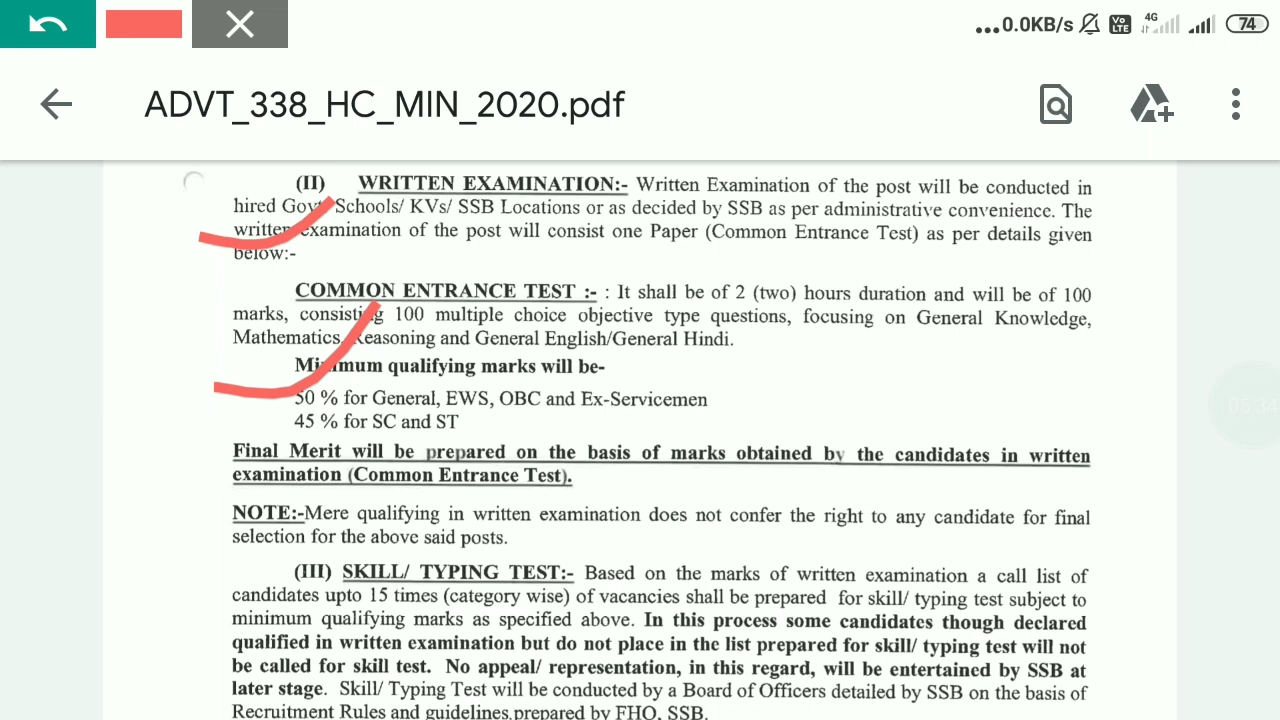 ...0.0KB/s Vo LTE 4G 74
ADVT_338_HC_MIN_2020.pdf
(II) WRITTEN EXAMINATION:- Written Examination of the post will be conducted in
hired Govt Schools/ KVs/ SSB Locations or as decided by SSB as per administrative convenience. The
written examination of the post will consist one Paper (Common Entrance Test) as per details given
below:-
COMMON ENTRANCE TEST :- : It shall be of 2 (two) hours duration and will be of 100
marks, consisting 100 multiple choice objective type questions, focusing on General Knowledge,
Mathematics, Reasoning and General English/General Hindi.
Minimum qualifying marks will be-
50 % for General, EWS, OBC and Ex-Servicemen
45 % for SC and ST
05:34
Final Merit will be prepared on the basis of marks obtained by the candidates in written
examination (Common Entrance Test).
NOTE:-Mere qualifying in written examination does not confer the right to any candidate for final
selection for the above said posts.
(III) SKILL/ TYPING TEST:- Based on the marks of written examination a call list of
candidates upto 15 times (category wise) of vacancies shall be prepared for skill/ typing test subject to
minimum qualifying marks as specified above. In this process some candidates though declared
qualified in written examination but do not place in the list prepared for skill/ typing test will not
be called for skill test. No appeal/ representation, in this regard, will be entertained by SSB at
later stage. Skill/ Typing Test will be conducted by a Board of Officers detailed by SSB on the basis of
Recruitment Rules and guidelines prepared by FHQ, SSB.